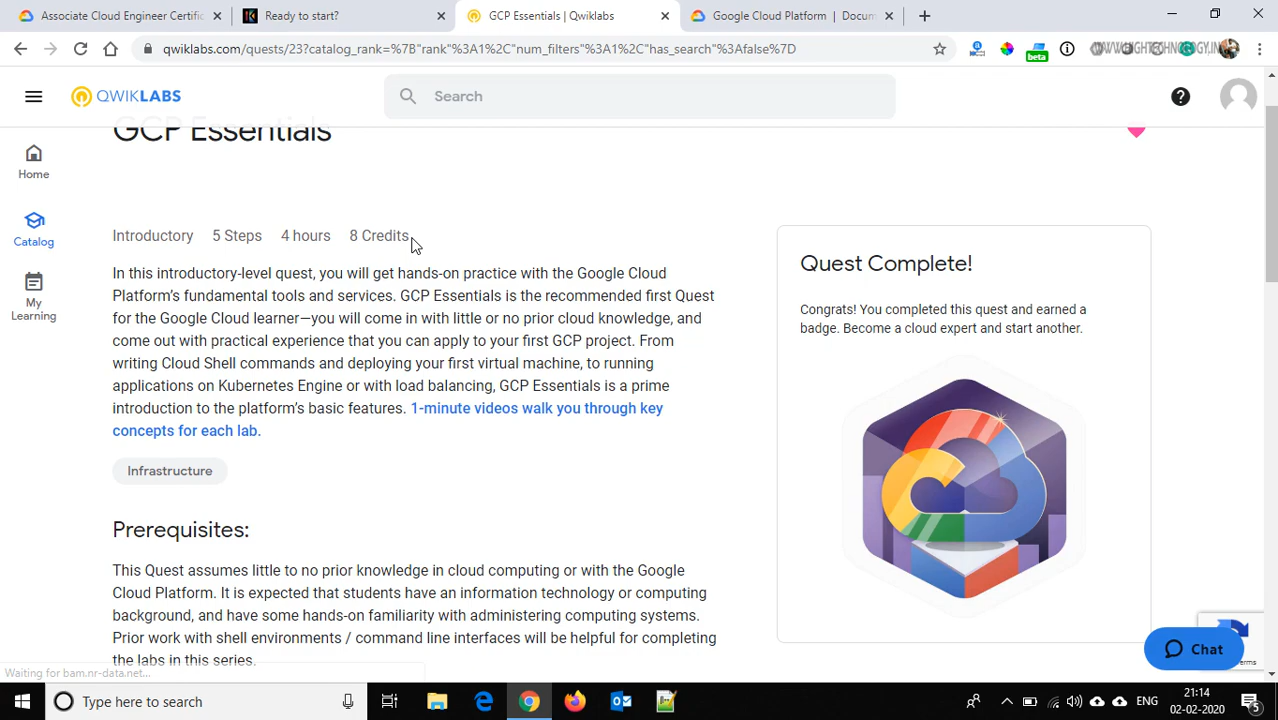 Associate Cloud Engineer Certific
Ready to start?
GCP Essentials | Qwiklabs
Google Cloud Platform | Docum
qwiklabs.com/quests/23?catalog_rank=%7B"rank"%3A1%2C"num_filters"%3A1%2C"has_search"%3Afalse%7D
beta
QWIKLABS
Search
GCP Essentials
Home
Catalog
My
Learning
Introductory 5 Steps 4 hours 8 Credits
In this introductory-level quest, you will get hands-on practice with the Google Cloud
Platform's fundamental tools and services. GCP Essentials is the recommended first Quest
for the Google Cloud learner—you will come in with little or no prior cloud knowledge, and
come out with practical experience that you can apply to your first GCP project. From
writing Cloud Shell commands and deploying your first virtual machine, to running
applications on Kubernetes Engine or with load balancing, GCP Essentials is a prime
introduction to the platform's basic features. 1-minute videos walk you through key
concepts for each lab.
Infrastructure
Prerequisites:
This Quest assumes little to no prior knowledge in cloud computing or with the Google
Cloud Platform. It is expected that students have an information technology or computing
background, and have some hands-on familiarity with administering computing systems.
Prior work with shell environments / command line interfaces will be helpful for completing
the labs in this series.
Quest Complete!
Congrats! You completed this quest and earned a
badge. Become a cloud expert and start another.
Chat
Waiting for bam.nr-data.net...
Type here to search
ENG
21:14
02-02-2020
5